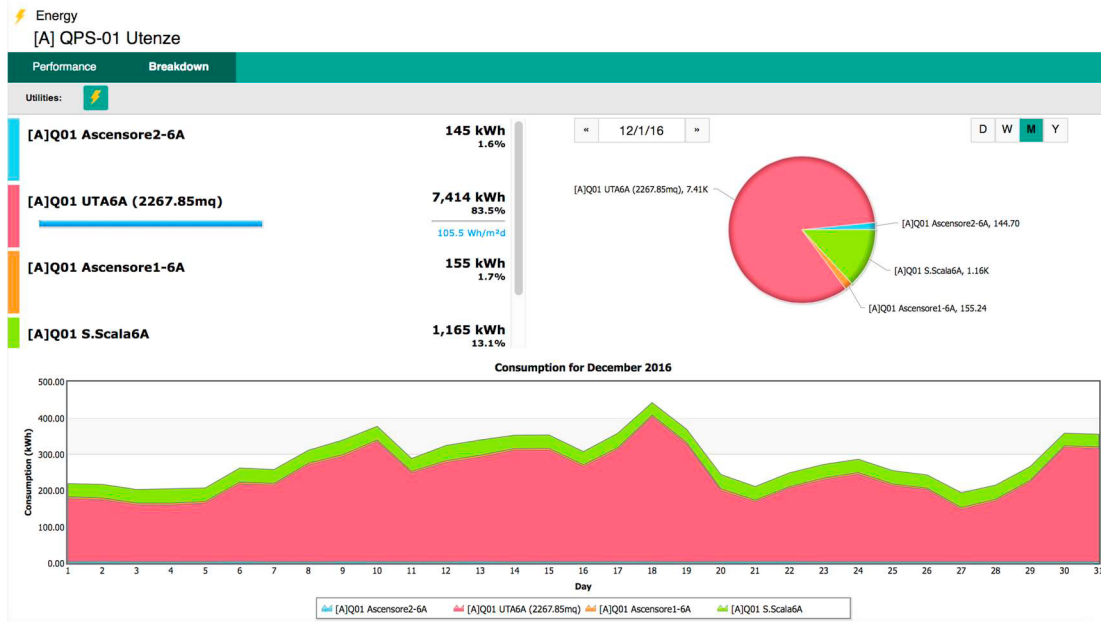 Energy
[A] QPS-01 Utenze
Performance Breakdown
Utilities:
[A]Q01 Ascensore2-6A 145 kWh
1.6%
[A]Q01 UTA6A (2267.85mq) 7,414 kWh
83.5%
105.5 Wh/m²d
[A]Q01 Ascensore1-6A 155 kWh
1.7%
[A]Q01 S.Scala6A 1,165 kWh
13.1%
« 12/1/16 » D W M Y
[A]Q01 UTA6A (2267.85mq), 7.41K
[A]Q01 Ascensore2-6A, 144.70
[A]Q01 S.Scala6A, 1.16K
[A]Q01 Ascensore1-6A, 155.24
Consumption for December 2016
Consumption (kWh)
500.00
400.00
300.00
200.00
100.00
0.00
1 2 3 4 5 6 7 8 9 10 11 12 13 14 15 16 17 18 19 20 21 22 23 24 25 26 27 28 29 30 31
Day
[A]Q01 Ascensore2-6A [A]Q01 UTA6A (2267.85mq) [A]Q01 Ascensore1-6A [A]Q01 S.Scala6A